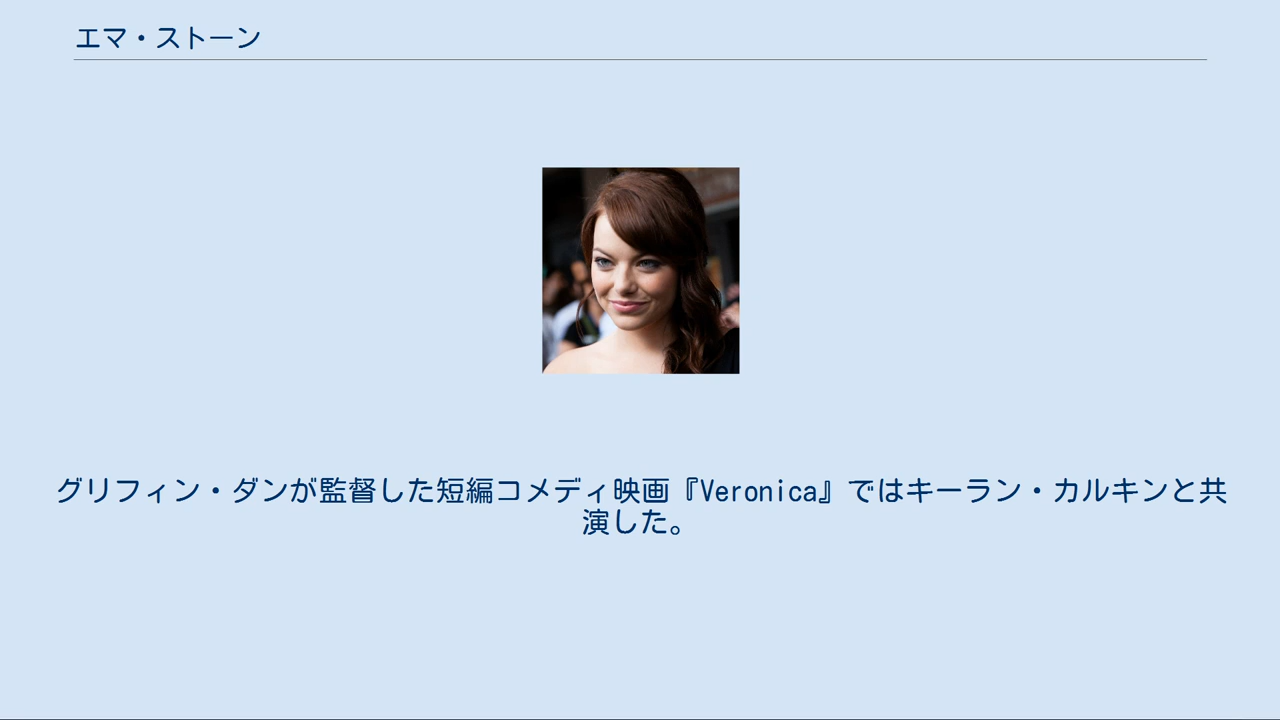 エマ・ストーン
グリフィン・ダンが監督した短編コメディ映画『Veronica』ではキーラン・カルキンと共
演した。